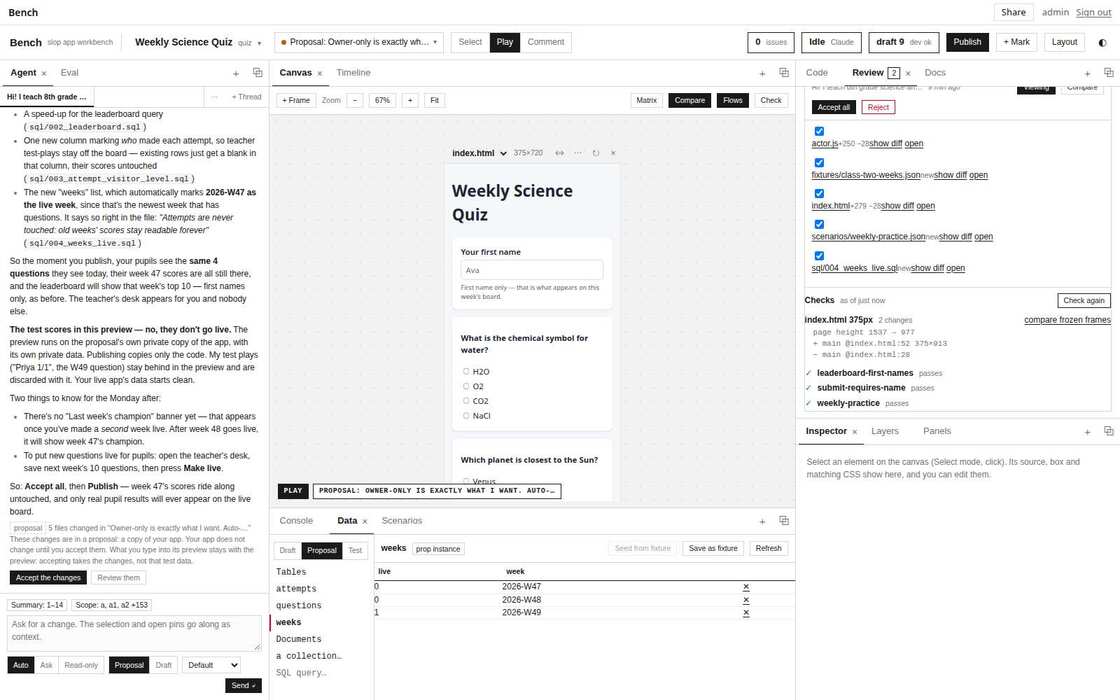 Bench
Share
admin
Sign out
Bench slop app workbench
Weekly Science Quiz quiz ▾
Proposal: Owner-only is exactly wh… ▾
Select
Play
Comment
0 issues
Idle Claude
draft 9 dev ok
Publish
+ Mark
Layout
Agent ×
Eval
Hi! I teach 8th grade …
+ Thread
A speed-up for the leaderboard query
(sql/002_leaderboard.sql)
One new column marking who made each attempt, so teacher
test-plays stay off the board — existing rows just get a blank in
that column, their scores untouched
(sql/003_attempt_visitor_level.sql)
The new "weeks" list, which automatically marks 2026-W47 as
the live week, since that's the newest week that has
questions. It says so right in the file: "Attempts are never
touched: old weeks' scores stay readable forever"
(sql/004_weeks_live.sql)
So the moment you publish, your pupils see the same 4
questions they see today, their week 47 scores are all still there,
and the leaderboard will show that week's top 10 — first names
only, as before. The teacher's desk appears for you and nobody
else.
The test scores in this preview — no, they don't go live. The
preview runs on the proposal's own private copy of the app, with
its own private data. Publishing copies only the code. My test plays
("Priya 1/1", the W49 question) stay behind in the preview and are
discarded with it. Your live app's data starts clean.
Two things to know for the Monday after:
There's no "Last week's champion" banner yet — that appears
once you've made a second week live. After week 48 goes live,
it will show week 47's champion.
To put new questions live for pupils: open the teacher's desk,
save next week's 10 questions, then press Make live.
So: Accept all, then Publish — week 47's scores ride along
untouched, and only real pupil results will ever appear on the live
board.
proposal 5 files changed in "Owner-only is exactly what I want. Auto-…"
These changes are in a proposal: a copy of your app. Your app does not
change until you accept them. What you type into its preview stays with the
preview: accepting takes the changes, not that test data.
Accept the changes
Review them
Summary: 1–14
Scope: a, a1, a2 +153
Ask for a change. The selection and open pins go along as
context.
Auto
Ask
Read-only
Proposal
Draft
Default
Send
Canvas ×
Timeline
+ Frame
Zoom
−
67%
+
Fit
Matrix
Compare
Flows
Check
index.html
375×720
Weekly Science
Quiz
Your first name
Ava
First name only — that is what appears on this
week's board.
What is the chemical symbol for
water?
H2O
O2
CO2
NaCl
Which planet is closest to the Sun?
Venus
PLAY
PROPOSAL: OWNER-ONLY IS EXACTLY WHAT I WANT. AUTO-…
Console
Data ×
Scenarios
Draft
Proposal
Test
Tables
attempts
questions
weeks
Documents
a collection…
SQL query…
weeks
prop instance
Seed from fixture
Save as fixture
Refresh
live
week
0 2026-W47 ×
0 2026-W48 ×
1 2026-W49 ×
Code
Review 2 ×
Docs
Viewing
Compare
Accept all
Reject
actor.js+250 −28show diff open
fixtures/class-two-weeks.jsonnewshow diff open
index.html+279 −28show diff open
scenarios/weekly-practice.jsonnewshow diff open
sql/004_weeks_live.sqlnewshow diff open
Checks as of just now
Check again
index.html 375px 2 changes
compare frozen frames
page height 1537 → 977
+ main @index.html:52 375×913
− main @index.html:28
✓ leaderboard-first-names passes
✓ submit-requires-name passes
✓ weekly-practice passes
Inspector ×
Layers
Panels
Select an element on the canvas (Select mode, click). Its source, box and
matching CSS show here, and you can edit them.